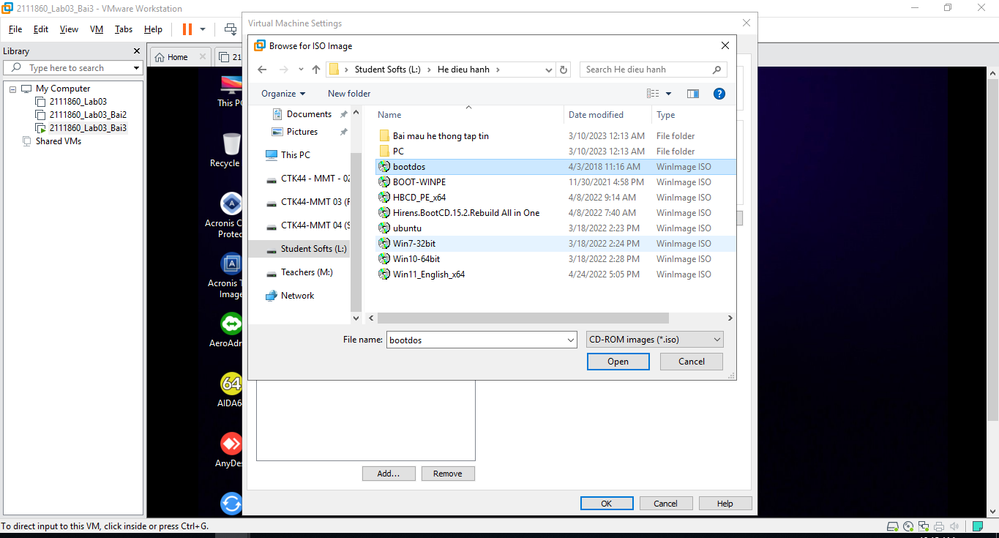 2111860_Lab03_Bai3 - VMware Workstation
File Edit View VM Tabs Help
Library
Type here to search
My Computer
2111860_Lab03
2111860_Lab03_Bai2
2111860_Lab03_Bai3
Shared VMs
Home
21
This PC
Recycle
Acronis C
Protec
Acronis T
Image
AeroAdm
64
AIDA6
AnyDes
Virtual Machine Settings
Browse for ISO Image
Student Softs (L:) > He dieu hanh >
Search He dieu hanh
Organize
New folder
Documents
Pictures
This PC
CTK44 - MMT - 02
CTK44-MMT 03 (F
CTK44-MMT 04 (S
Student Softs (L:)
Teachers (M:)
Network
Name Date modified Type
Bai mau he thong tap tin 3/10/2023 12:13 AM File folder
PC 3/10/2023 12:13 AM File folder
bootdos 4/3/2018 11:16 AM WinImage ISO
BOOT-WINPE 11/30/2021 4:58 PM WinImage ISO
HBCD_PE_x64 4/8/2022 9:14 AM WinImage ISO
Hirens.BootCD.15.2.Rebuild All in One 4/8/2022 7:40 AM WinImage ISO
ubuntu 3/18/2022 2:23 PM WinImage ISO
Win7-32bit 3/18/2022 2:24 PM WinImage ISO
Win10-64bit 3/18/2022 2:28 PM WinImage ISO
Win11_English_x64 4/24/2022 5:05 PM WinImage ISO
File name: bootdos
CD-ROM images (*.iso)
Open Cancel
Add... Remove
OK Cancel Help
To direct input to this VM, click inside or press Ctrl+G.